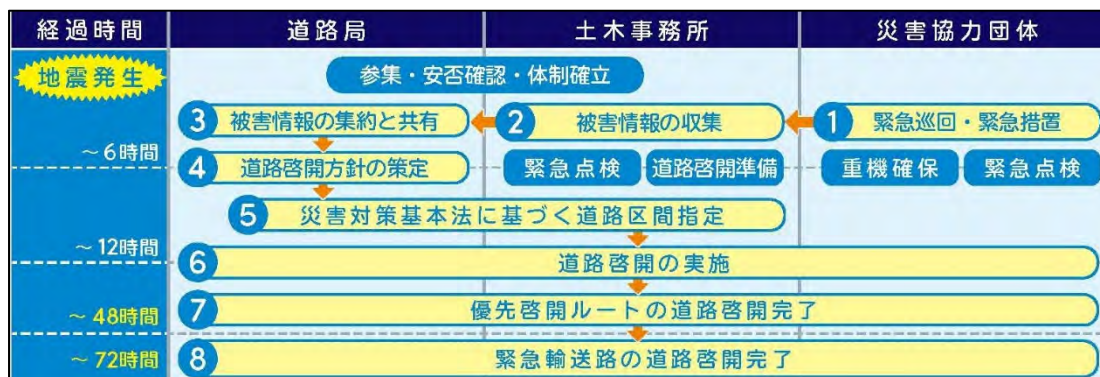 経過時間 道路局 土木事務所 災害協力団体
地震発生 参集・安否確認・体制確立
3 被害情報の集約と共有 2 被害情報の収集 1 緊急巡回・緊急措置
～6時間
4 道路啓開方針の策定 緊急点検 道路啓開準備 重機確保 緊急点検
5 災害対策基本法に基づく道路区間指定
～12時間
6 道路啓開の実施
～48時間 7 優先啓開ルートの道路啓開完了
～72時間 8 緊急輸送路の道路啓開完了